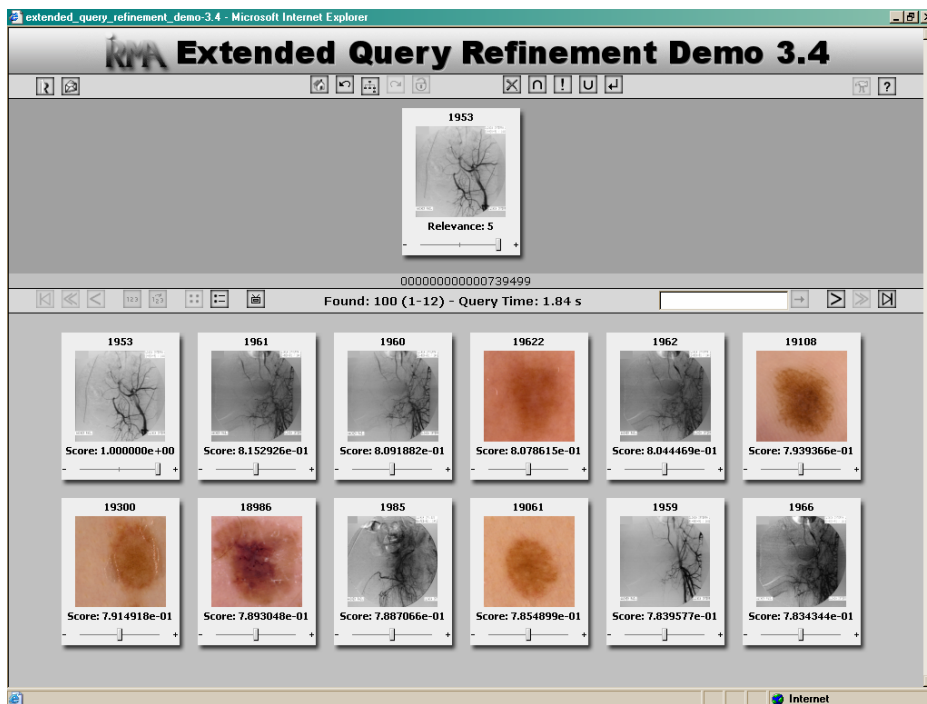 extended_query_refinement_demo-3.4 - Microsoft Internet Explorer
IRMA Extended Query Refinement Demo 3.4
?
1953
Relevance: 5
- +
000000000000739499
123 123 Found: 100 (1-12) - Query Time: 1.84 s
1953 1961 1960 19622 1962 19108
Score: 1.000000e+00 Score: 8.152926e-01 Score: 8.091882e-01 Score: 8.078615e-01 Score: 8.044469e-01 Score: 7.939366e-01
- + - + - + - + - + - +
19300 18986 1985 19061 1959 1966
Score: 7.914918e-01 Score: 7.893048e-01 Score: 7.887066e-01 Score: 7.854899e-01 Score: 7.839577e-01 Score: 7.834344e-01
- + - + - + - + - + - +
Internet